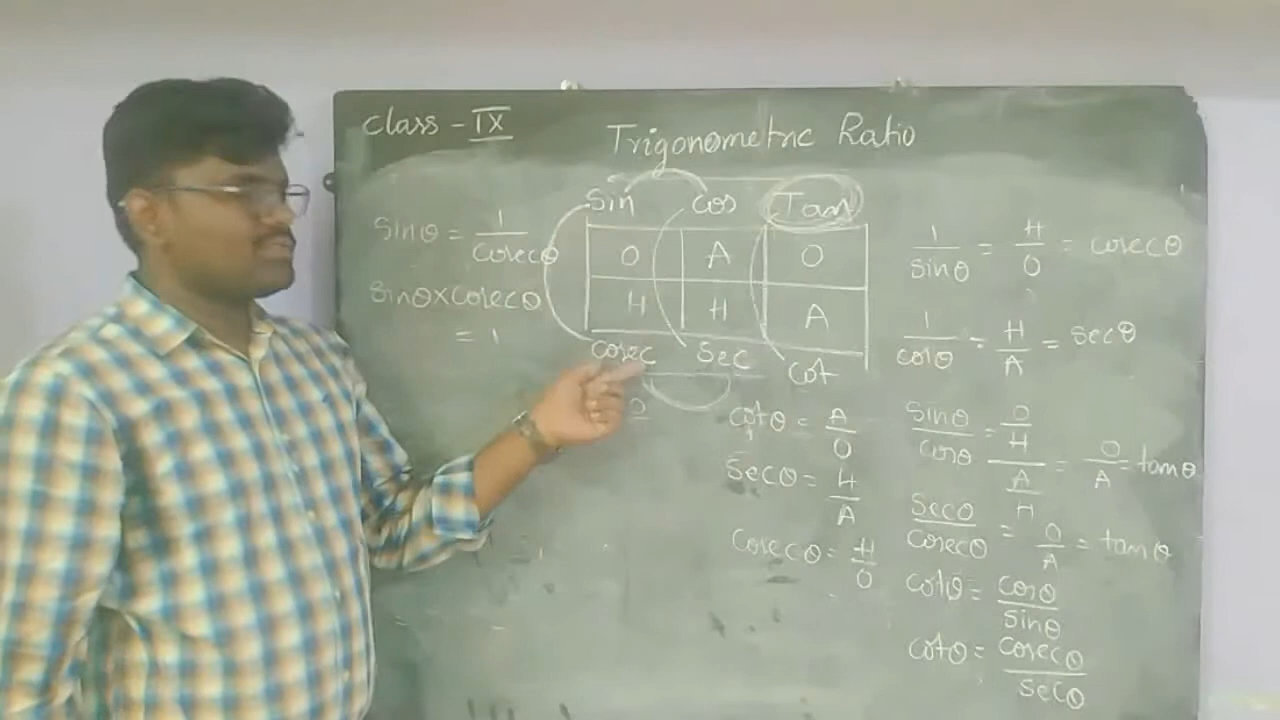 Class - IX
Trigonometric Ratio
Sinθ = 1/Cosecθ
Sinθ x Cosecθ
= 1
Sin Cos Tan
O A O
H H A
Cosec Sec Cot
Cotθ = A/O
Secθ = H/A
Cosecθ = H/O
1/Sinθ = H/O = Cosecθ
1/Cosθ = H/A = Secθ
Sinθ/Cosθ = O/H / A/H = O/A = tanθ
Secθ/Cosecθ = O/A = tanθ
Cotθ = Cosθ/Sinθ
Cotθ = Cosecθ/Secθ